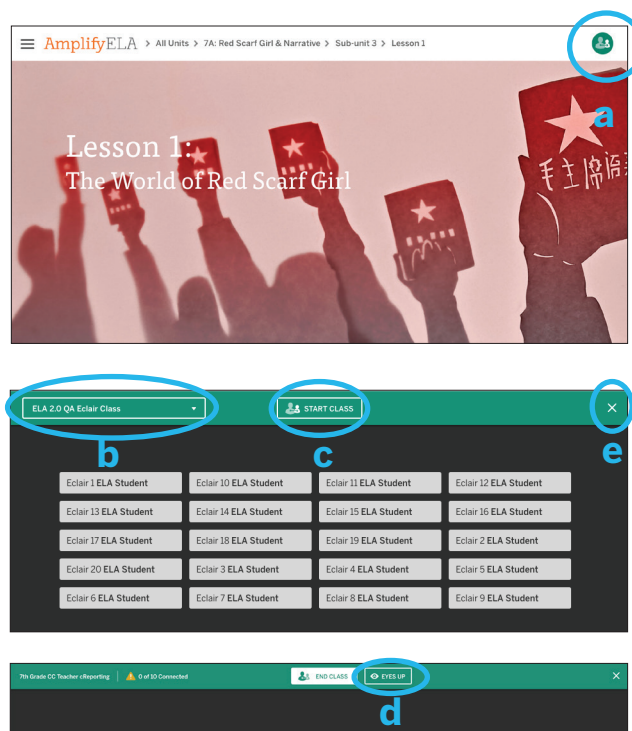 AmplifyELA > All Units > 7A: Red Scarf Girl & Narrative > Sub-unit 3 > Lesson 1
a
Lesson 1:
The World of Red Scarf Girl
毛主席语
ELA 2.0 QA Eclair Class
START CLASS
b
c
e
Eclair 1 ELA Student Eclair 10 ELA Student Eclair 11 ELA Student Eclair 12 ELA Student
Eclair 13 ELA Student Eclair 14 ELA Student Eclair 15 ELA Student Eclair 16 ELA Student
Eclair 17 ELA Student Eclair 18 ELA Student Eclair 19 ELA Student Eclair 2 ELA Student
Eclair 20 ELA Student Eclair 3 ELA Student Eclair 4 ELA Student Eclair 5 ELA Student
Eclair 6 ELA Student Eclair 7 ELA Student Eclair 8 ELA Student Eclair 9 ELA Student
7th Grade CC Teacher cReporting 0 of 10 Connected END CLASS EYES UP
d